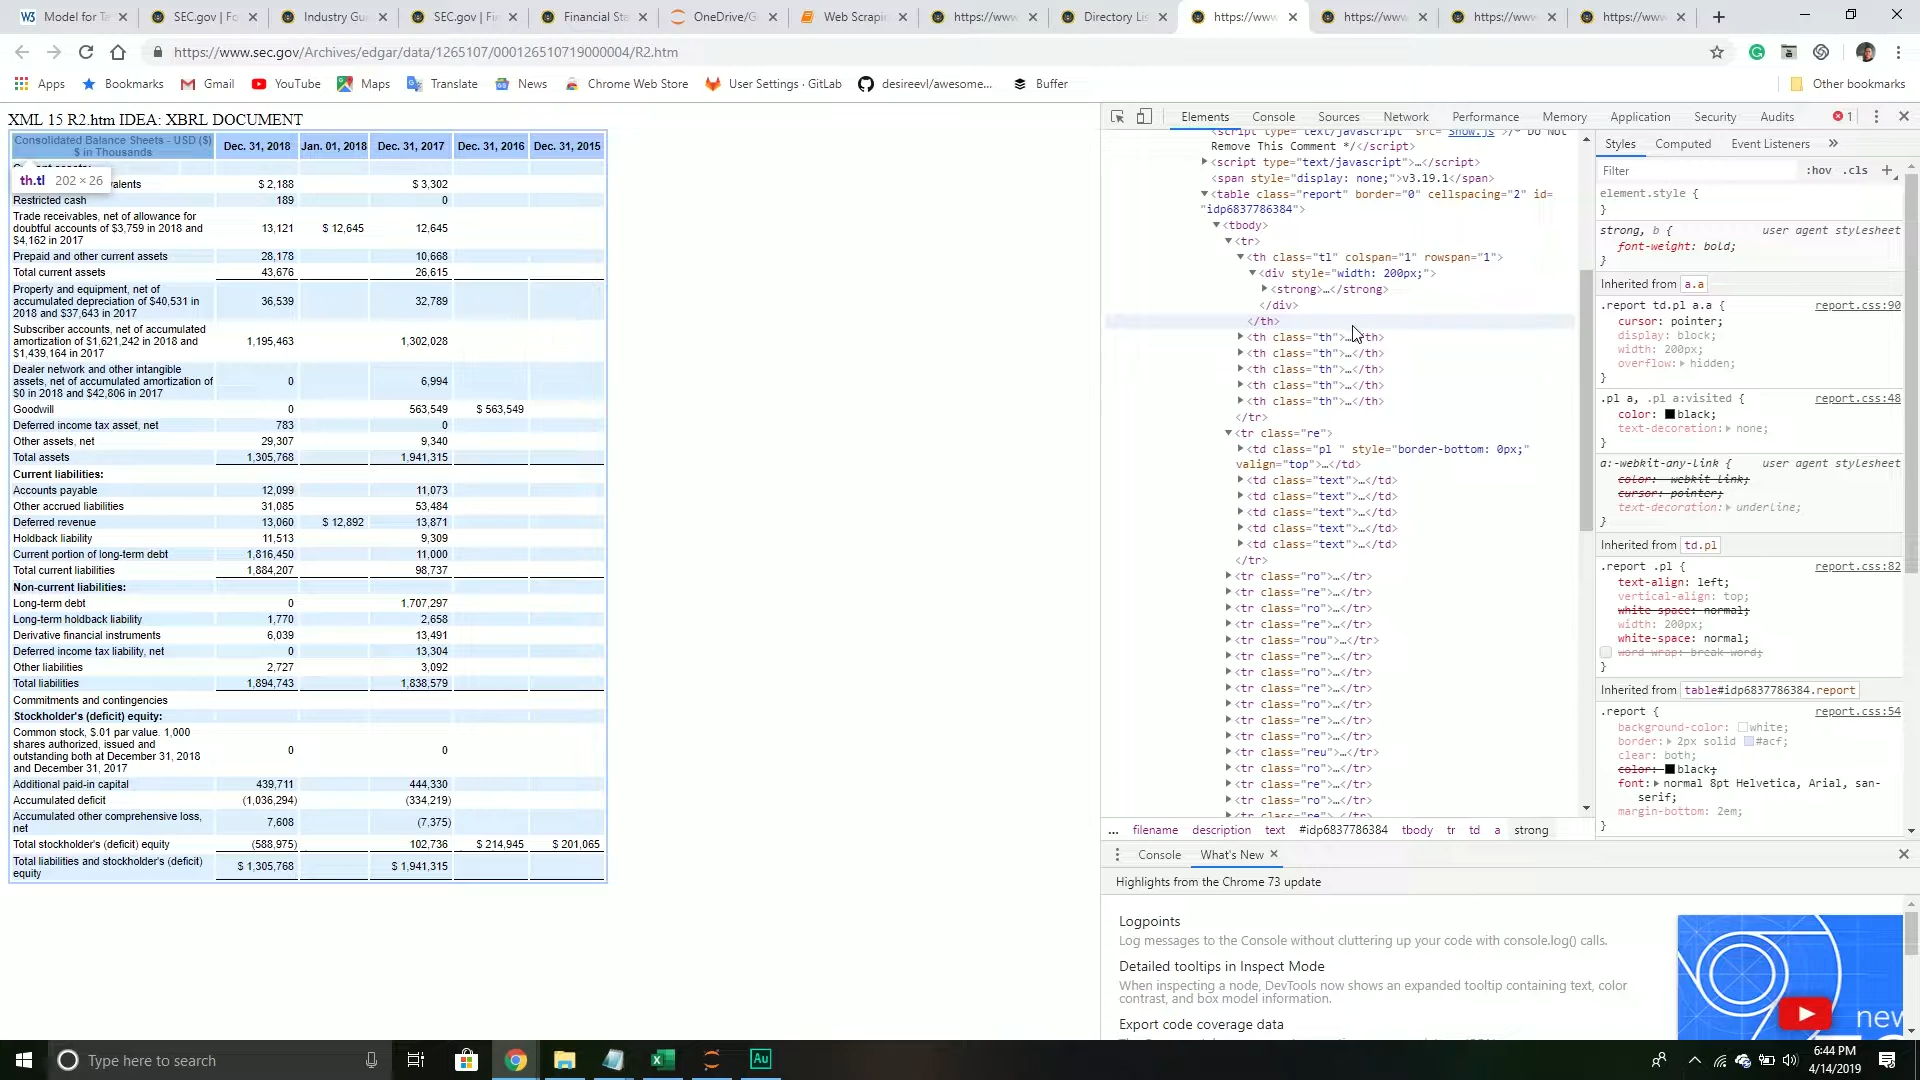 Model for Ta
SEC.gov | Fo
Industry Gu
SEC.gov | Fi
Financial Ste
OneDrive/G
Web Scrapi
https://www
Directory Lis
https://www
https://www
https://www
https://www
https://www.sec.gov/Archives/edgar/data/1265107/000126510719000004/R2.htm
Apps
Bookmarks
Gmail
YouTube
Maps
Translate
News
Chrome Web Store
User Settings · GitLab
desireevl/awesome...
Buffer
Other bookmarks
XML 15 R2.htm IDEA: XBRL DOCUMENT
Consolidated Balance Sheets - USD ($) $ in Thousands Dec. 31, 2018 Jan. 01, 2018 Dec. 31, 2017 Dec. 31, 2016 Dec. 31, 2015
th.tl 202 × 26
valents $ 2,188 $ 3,302
Restricted cash 189 0
Trade receivables, net of allowance for
doubtful accounts of $3,759 in 2018 and 13,121 $ 12,645 12,645
$4,162 in 2017
Prepaid and other current assets 28,178 10,668
Total current assets 43,676 26,615
Property and equipment, net of
accumulated depreciation of $40,531 in 36,539 32,789
2018 and $37,643 in 2017
Subscriber accounts, net of accumulated
amortization of $1,621,242 in 2018 and 1,195,463 1,302,028
$1,439,164 in 2017
Dealer network and other intangible
assets, net of accumulated amortization of 0 6,994
$0 in 2018 and $42,806 in 2017
Goodwill 0 563,549 $ 563,549
Deferred income tax asset, net 783 0
Other assets, net 29,307 9,340
Total assets 1,305,768 1,941,315
Current liabilities:
Accounts payable 12,099 11,073
Other accrued liabilities 31,085 53,484
Deferred revenue 13,060 $ 12,892 13,871
Holdback liability 11,513 9,309
Current portion of long-term debt 1,816,450 11,000
Total current liabilities 1,884,207 98,737
Non-current liabilities:
Long-term debt 0 1,707,297
Long-term holdback liability 1,770 2,658
Derivative financial instruments 6,039 13,491
Deferred income tax liability, net 0 13,304
Other liabilities 2,727 3,092
Total liabilities 1,894,743 1,838,579
Commitments and contingencies
Stockholder's (deficit) equity:
Common stock, $.01 par value. 1,000
shares authorized, issued and
outstanding both at December 31, 2018 0 0
and December 31, 2017
Additional paid-in capital 439,711 444,330
Accumulated deficit (1,036,294) (334,219)
Accumulated other comprehensive loss,
net 7,608 (7,375)
Total stockholder's (deficit) equity (588,975) 102,736 $ 214,945 $ 201,065
Total liabilities and stockholder's (deficit)
equity $ 1,305,768 $ 1,941,315
Elements Console Sources Network Performance Memory Application Security Audits 1
<script type="text/javascript" src="Show.js">/* Do Not
Remove This Comment */</script>
<script type="text/javascript">…</script>
<span style="display: none;">v3.19.1</span>
<table class="report" border="0" cellspacing="2" id=
"idp6837786384">
<tbody>
<tr>
<th class="tl" colspan="1" rowspan="1">
<div style="width: 200px;">
<strong>…</strong>
</div>
</th>
<th class="th">…</th>
<th class="th">…</th>
<th class="th">…</th>
<th class="th">…</th>
<th class="th">…</th>
</tr>
<tr class="re">
<td class="pl " style="border-bottom: 0px;"
valign="top">…</td>
<td class="text">…</td>
<td class="text">…</td>
<td class="text">…</td>
<td class="text">…</td>
<td class="text">…</td>
</tr>
<tr class="ro">…</tr>
<tr class="re">…</tr>
<tr class="ro">…</tr>
<tr class="re">…</tr>
<tr class="rou">…</tr>
<tr class="re">…</tr>
<tr class="ro">…</tr>
<tr class="re">…</tr>
<tr class="ro">…</tr>
<tr class="re">…</tr>
<tr class="ro">…</tr>
<tr class="reu">…</tr>
<tr class="ro">…</tr>
<tr class="re">…</tr>
<tr class="ro">…</tr>
<tr class="re">…</tr>
... filename description text #idp6837786384 tbody tr td a strong
Styles Computed Event Listeners »
Filter :hov .cls +
element.style {
}
strong, b { user agent stylesheet
font-weight: bold;
}
Inherited from a.a
.report td.pl a.a { report.css:90
cursor: pointer;
display: block;
width: 200px;
overflow: hidden;
}
.pl a, .pl a:visited { report.css:48
color: black;
text-decoration: none;
}
a:-webkit-any-link { user agent stylesheet
color: -webkit-link;
cursor: pointer;
text-decoration: underline;
}
Inherited from td.pl
.report .pl { report.css:82
text-align: left;
vertical-align: top;
white-space: normal;
width: 200px;
white-space: normal;
word-wrap: break-word;
}
Inherited from table#idp6837786384.report
.report { report.css:54
background-color: white;
border: 2px solid #acf;
clear: both;
color: black;
font: normal 8pt Helvetica, Arial, san-
serif;
margin-bottom: 2em;
}
Console What's New ×
Highlights from the Chrome 73 update
Logpoints
Log messages to the Console without cluttering up your code with console.log() calls.
Detailed tooltips in Inspect Mode
When inspecting a node, DevTools now shows an expanded tooltip containing text, color
contrast, and box model information.
Export code coverage data
new
Type here to search
Au
6:44 PM
4/14/2019